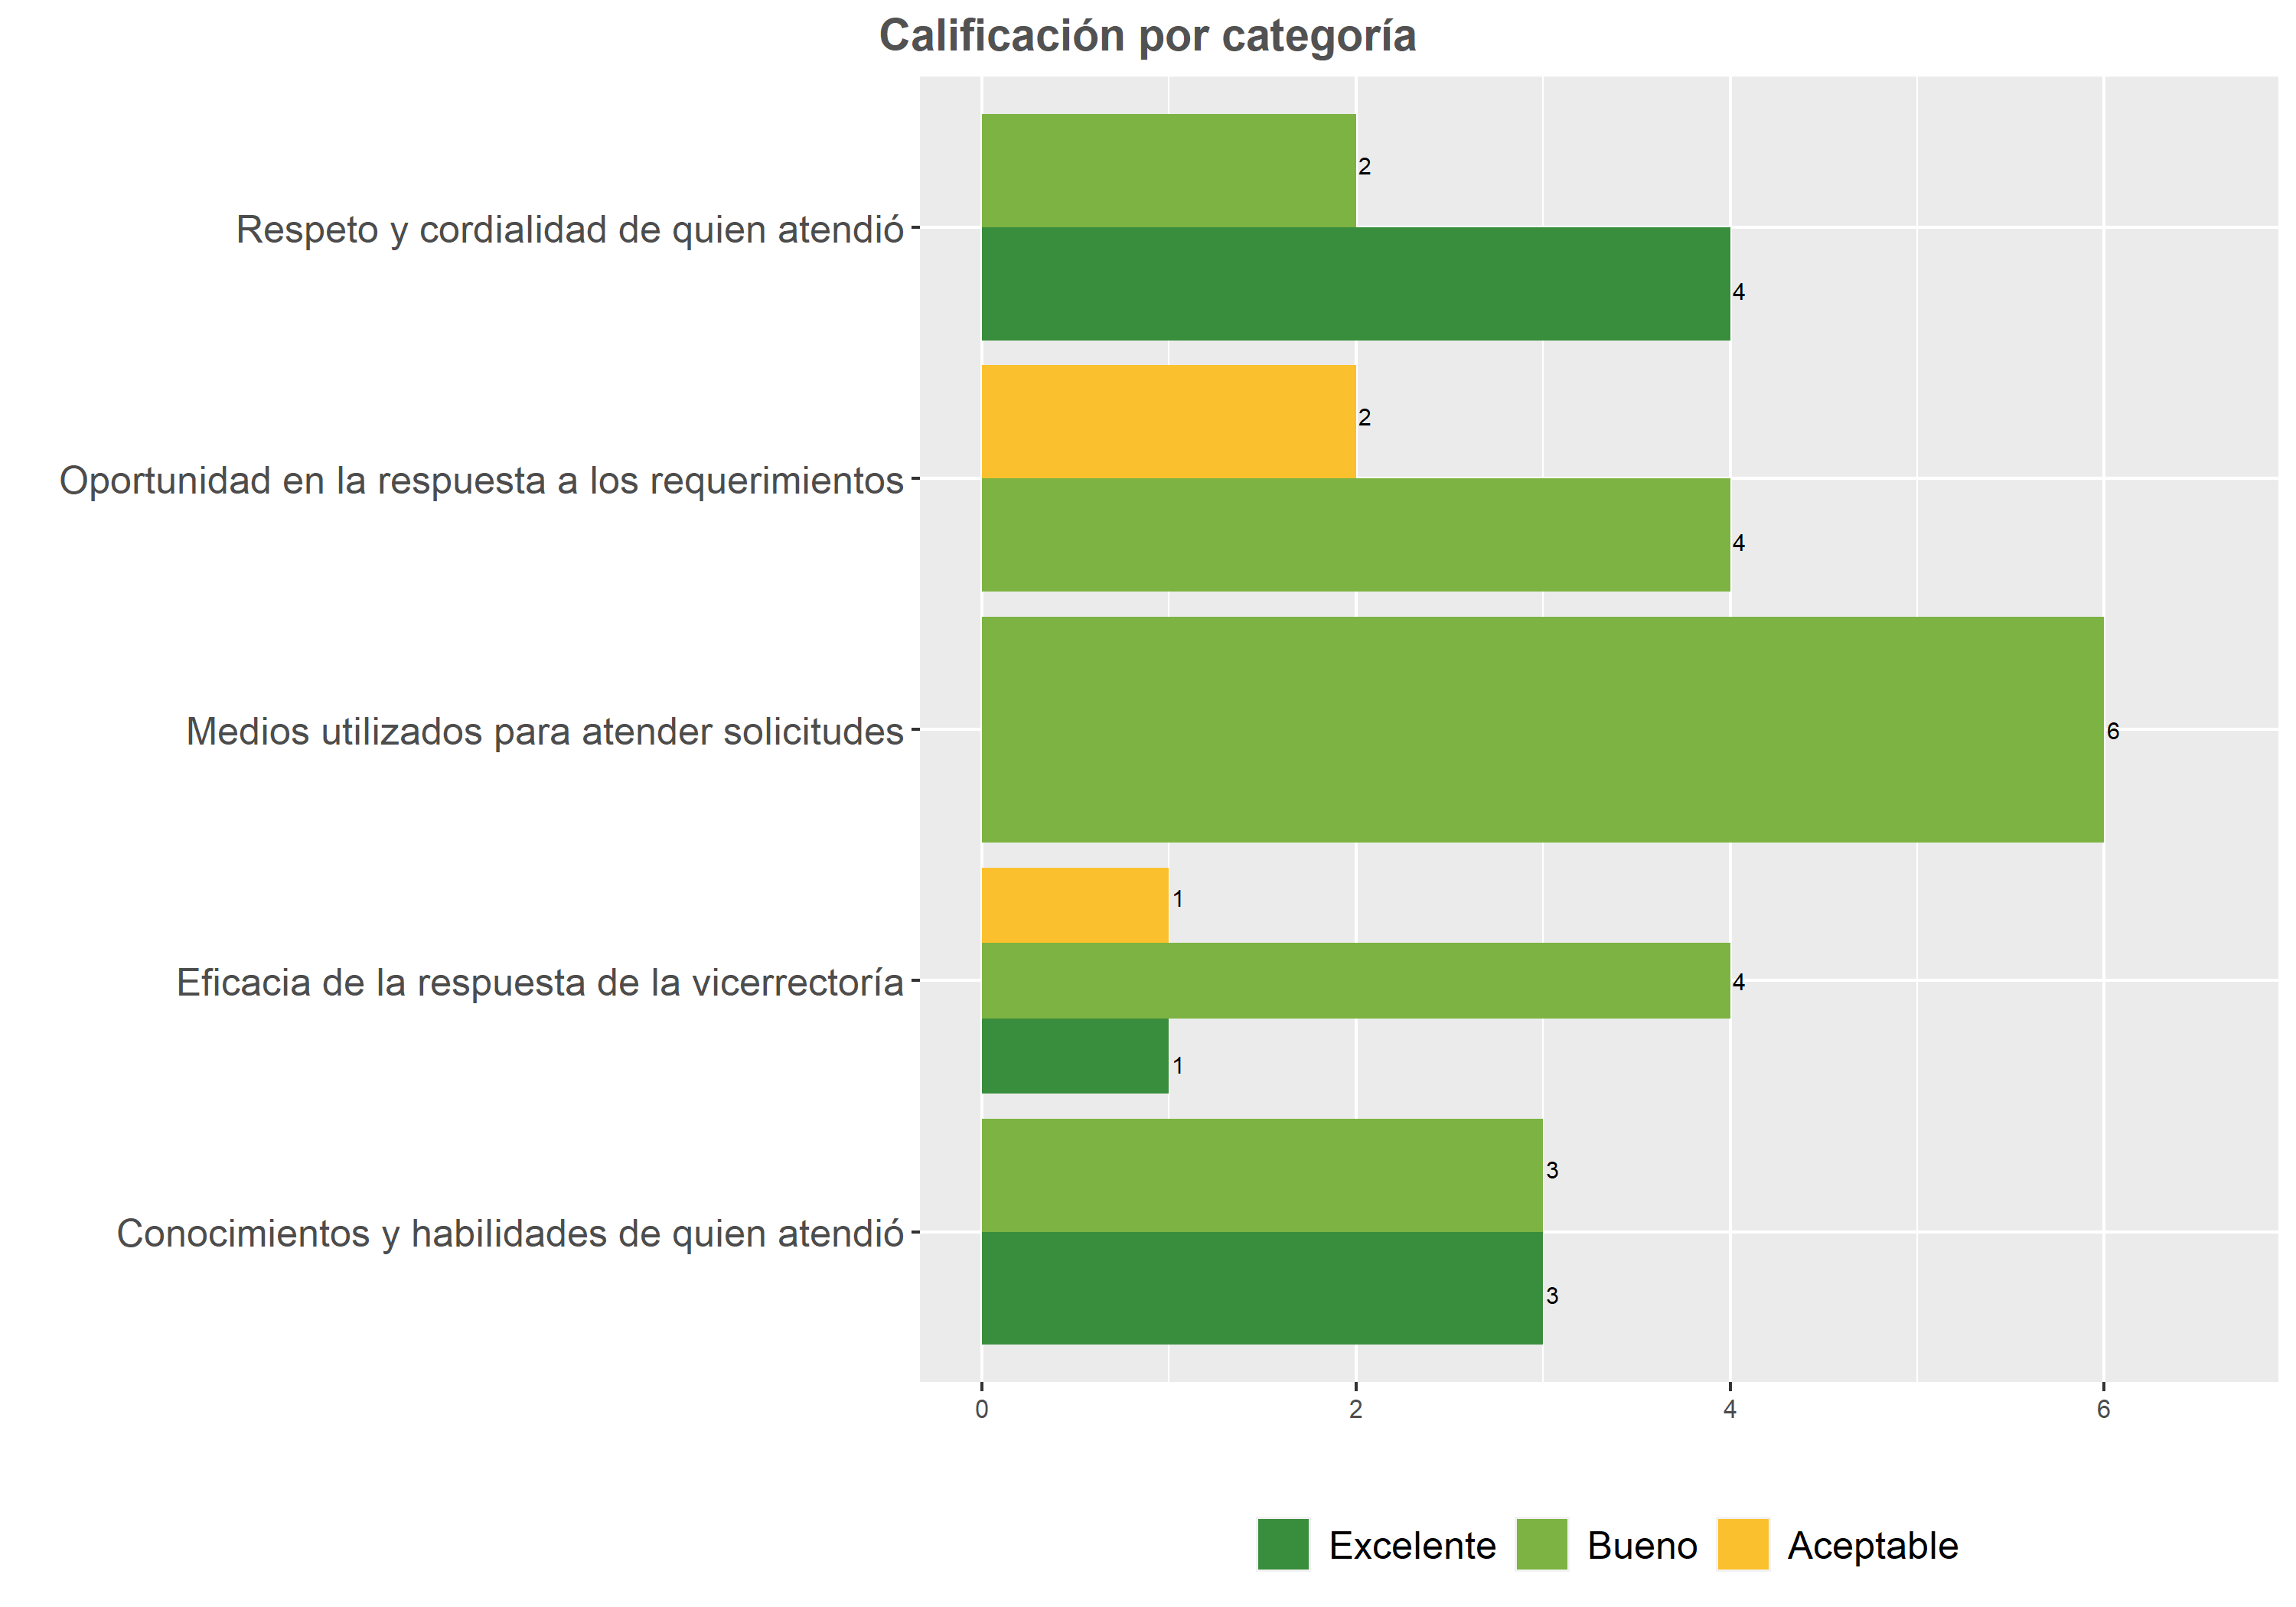 Calificación por categoría
2
Respeto y cordialidad de quien atendió
4
2
Oportunidad en la respuesta a los requerimientos
4
Medios utilizados para atender solicitudes
6
1
Eficacia de la respuesta de la vicerrectoría
4
1
3
Conocimientos y habilidades de quien atendió
3
0 2 4 6
Excelente Bueno Aceptable